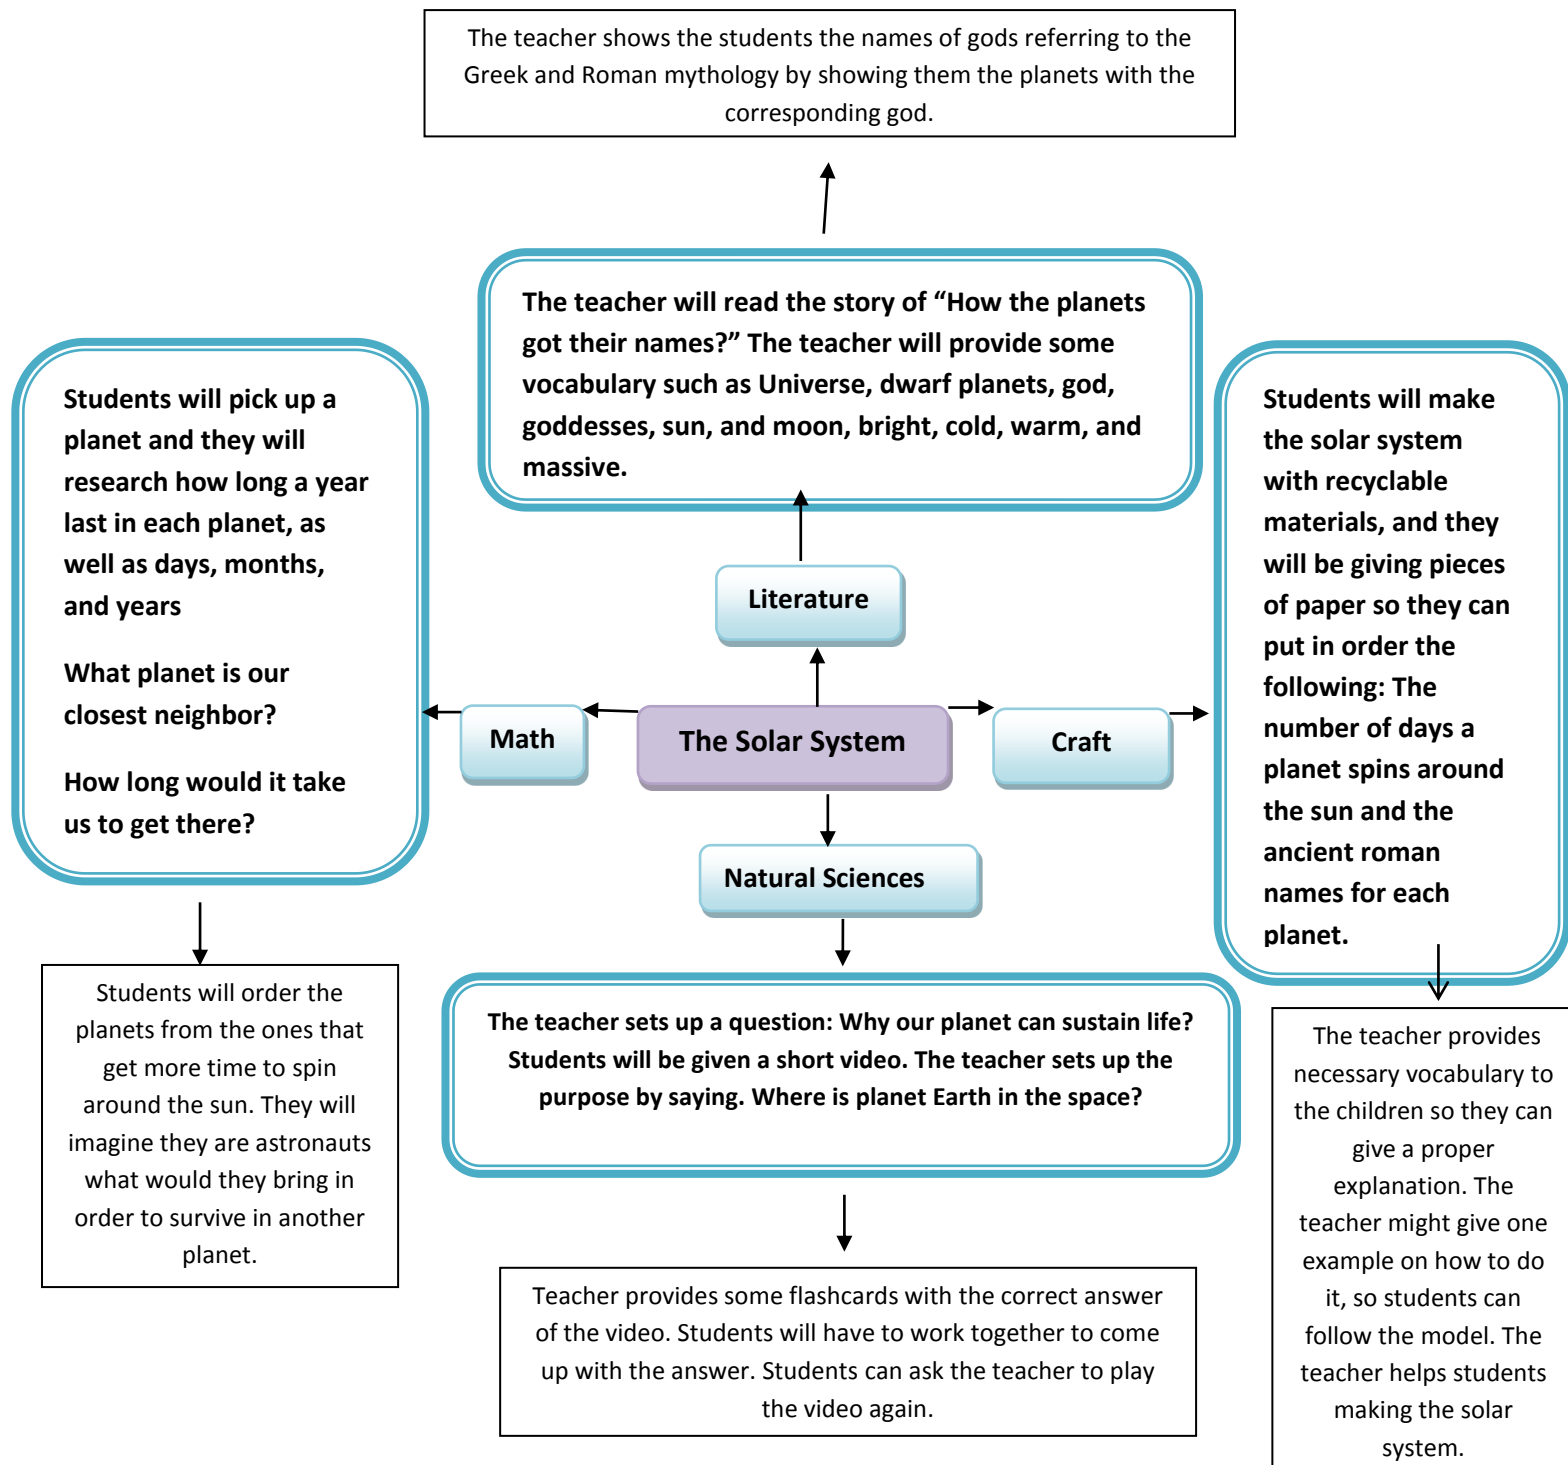 The teacher shows the students the names of gods referring to the
Greek and Roman mythology by showing them the planets with the
corresponding god.
The teacher will read the story of “How the planets
got their names?” The teacher will provide some
vocabulary such as Universe, dwarf planets, god,
goddesses, sun, and moon, bright, cold, warm, and
massive.
Students will pick up a
planet and they will
research how long a year
last in each planet, as
well as days, months,
and years
What planet is our
closest neighbor?
How long would it take
us to get there?
Students will make
the solar system
with recyclable
materials, and they
will be giving pieces
of paper so they can
put in order the
following: The
number of days a
planet spins around
the sun and the
ancient roman
names for each
planet.
Literature
Math
The Solar System
Craft
Natural Sciences
Students will order the
planets from the ones that
get more time to spin
around the sun. They will
imagine they are astronauts
what would they bring in
order to survive in another
planet.
The teacher sets up a question: Why our planet can sustain life?
Students will be given a short video. The teacher sets up the
purpose by saying. Where is planet Earth in the space?
The teacher provides
necessary vocabulary to
the children so they can
give a proper
explanation. The
teacher might give one
example on how to do
it, so students can
follow the model. The
teacher helps students
making the solar
system.
Teacher provides some flashcards with the correct answer
of the video. Students will have to work together to come
up with the answer. Students can ask the teacher to play
the video again.